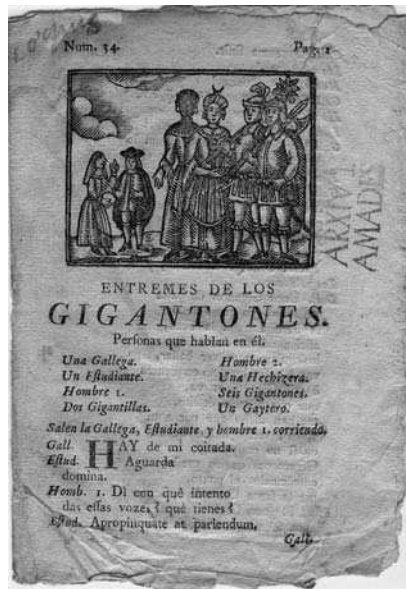 Num. 34. Pag. 1
ENTREMES DE LOS
GIGANTONES.
Perſonas que hablan en él.
Una Gallega. Hombre 2.
Un Eſtudiante. Una Hechizera.
Hombre 1. Seis Gigantones.
Dos Gigantillas. Un Gaytero.
Salen la Gallega, Eſtudiante, y hombre 1. corriendo.
Gall. HAY de mi coitada.
Eſtud. Aguarda
domina.
Homb. 1. Di con què intento
das eſſas vozes? què tienes?
Eſtud. Apropinquate at parlendum,
Gall.
ARXIU
AMADES